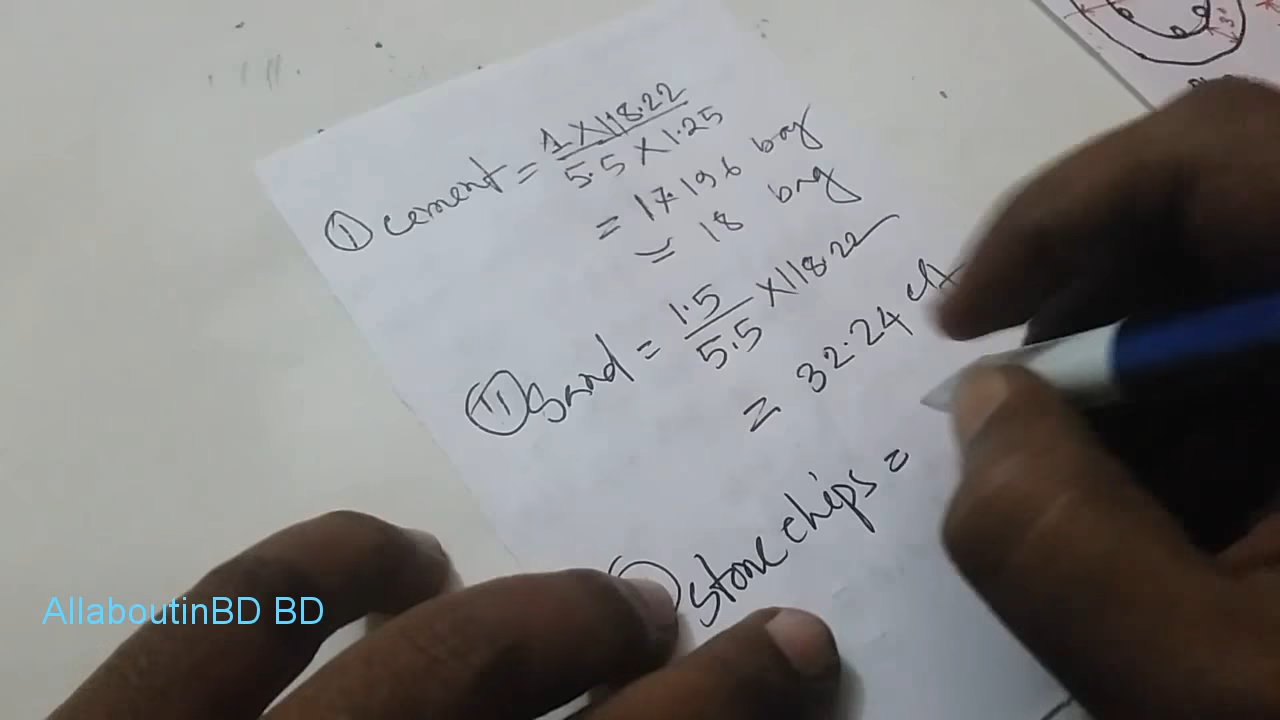 ① cement = 1×118.22 / 5.5×1.25
= 17.196 bag
= 18 bag
② Sand = 1.5 / 5.5 ×118.22
= 32.24 cft
stone chips =
AllaboutinBD BD